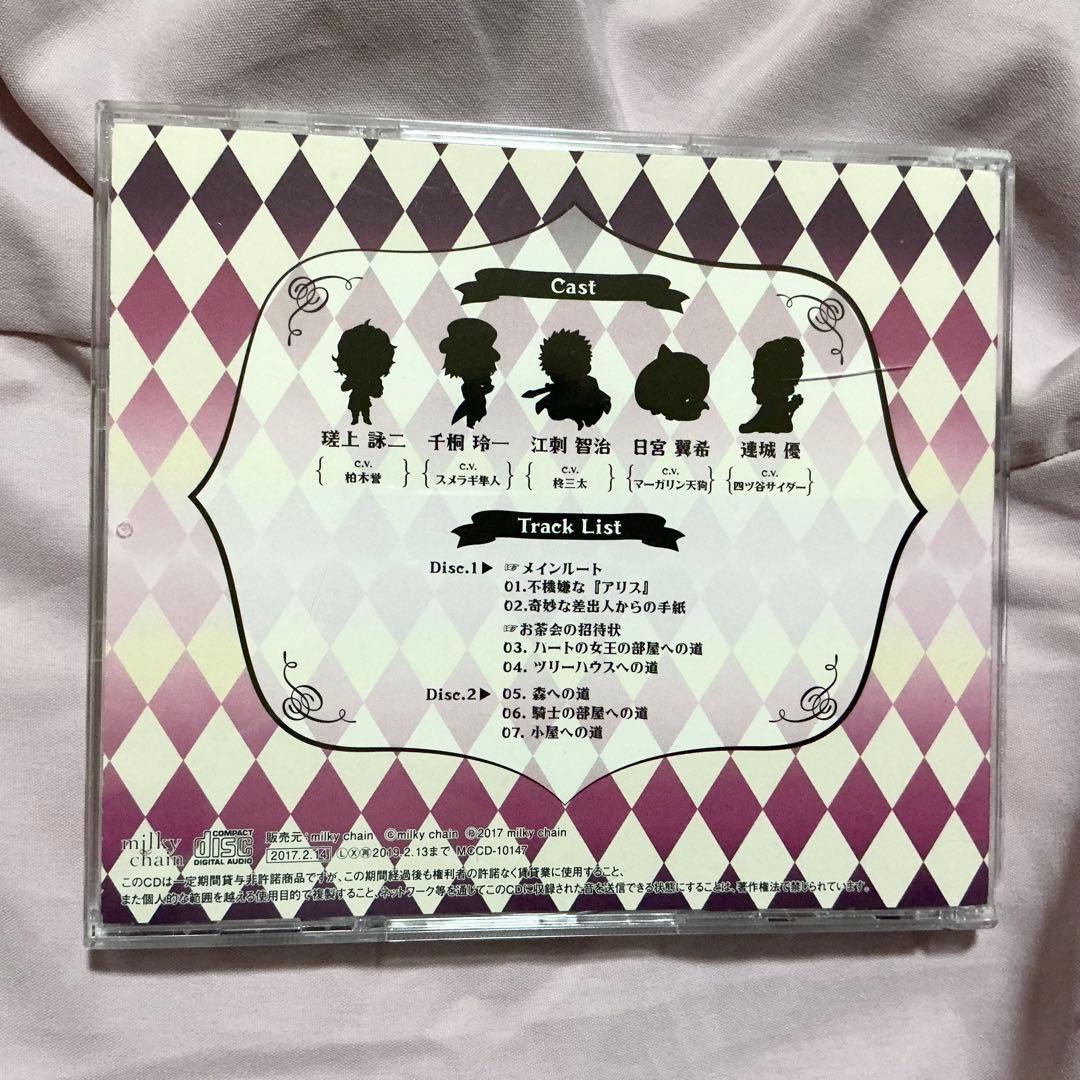 Cast
瑳上 詠二 千桐 玲一 江刺 智治 日宮 翼希 連城 優
c.v. c.v. c.v. c.v. c.v.
柏木誉 スメラギ隼人 柊三太 マーガリン天狗 四ツ谷サイダー
Track List
Disc.1▶ ☞メインルート
01.不機嫌な『アリス』
02.奇妙な差出人からの手紙
☞お茶会の招待状
03. ハートの女王の部屋への道
04. ツリーハウスへの道
Disc.2▶ 05. 森への道
06. 騎士の部屋への道
07. 小屋への道
milky chain
COMPACT disc DIGITAL AUDIO
販売元:milky chain ©milky chain ℗2017 milky chain
2017.2.14 Ⓛ Ⓧ ㊐2019.2.13まで MCCD-10147
このCDは一定期間貸与非許諾商品ですが、この期間経過後も権利者の許諾なく賃貸業に使用すること、
また個人的な範囲を越える使用目的で複製すること、ネットワーク等を通じてこのCDに収録された音を送信できる状態にすることは、著作権法で禁じられています。